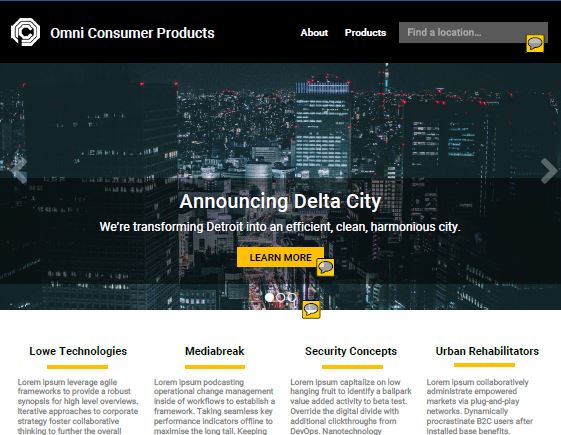 Omni Consumer Products
About Products Find a location...
Announcing Delta City
We're transforming Detroit into an efficient, clean, harmonious city.
LEARN MORE
Lowe Technologies
Lorem ipsum leverage agile
frameworks to provide a robust
synopsis for high level overviews.
Iterative approaches to corporate
strategy foster collaborative
thinking to further the overall
Mediabreak
Lorem ipsum podcasting
operational change management
inside of workflows to establish a
framework. Taking seamless key
performance indicators offline to
maximise the long tail. Keeping
Security Concepts
Lorem ipsum capitalize on low
hanging fruit to identify a ballpark
value added activity to beta test.
Override the digital divide with
additional clickthroughs from
DevOps. Nanotechnology
Urban Rehabilitators
Lorem ipsum collaboratively
administrate empowered
markets via plug-and-play
networks. Dynamically
procrastinate B2C users after
installed base benefits.